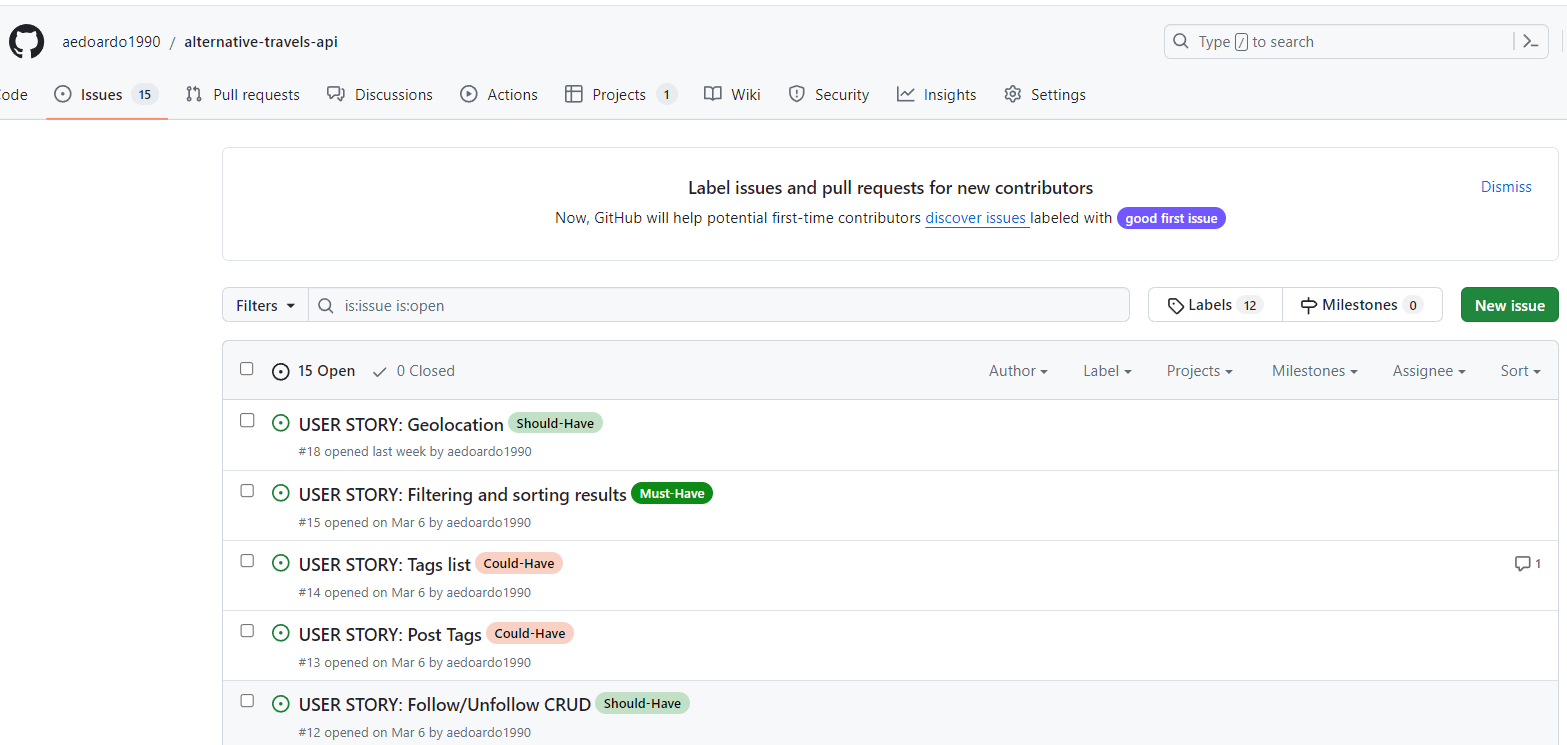 aedoardo1990 / alternative-travels-api
Type / to search
ode Issues 15 Pull requests Discussions Actions Projects 1 Wiki Security Insights Settings
Label issues and pull requests for new contributors
Dismiss
Now, GitHub will help potential first-time contributors discover issues labeled with good first issue
Filters is:issue is:open Labels 12 Milestones 0 New issue
15 Open 0 Closed Author Label Projects Milestones Assignee Sort
USER STORY: Geolocation Should-Have
#18 opened last week by aedoardo1990
USER STORY: Filtering and sorting results Must-Have
#15 opened on Mar 6 by aedoardo1990
USER STORY: Tags list Could-Have 1
#14 opened on Mar 6 by aedoardo1990
USER STORY: Post Tags Could-Have
#13 opened on Mar 6 by aedoardo1990
USER STORY: Follow/Unfollow CRUD Should-Have
#12 opened on Mar 6 by aedoardo1990